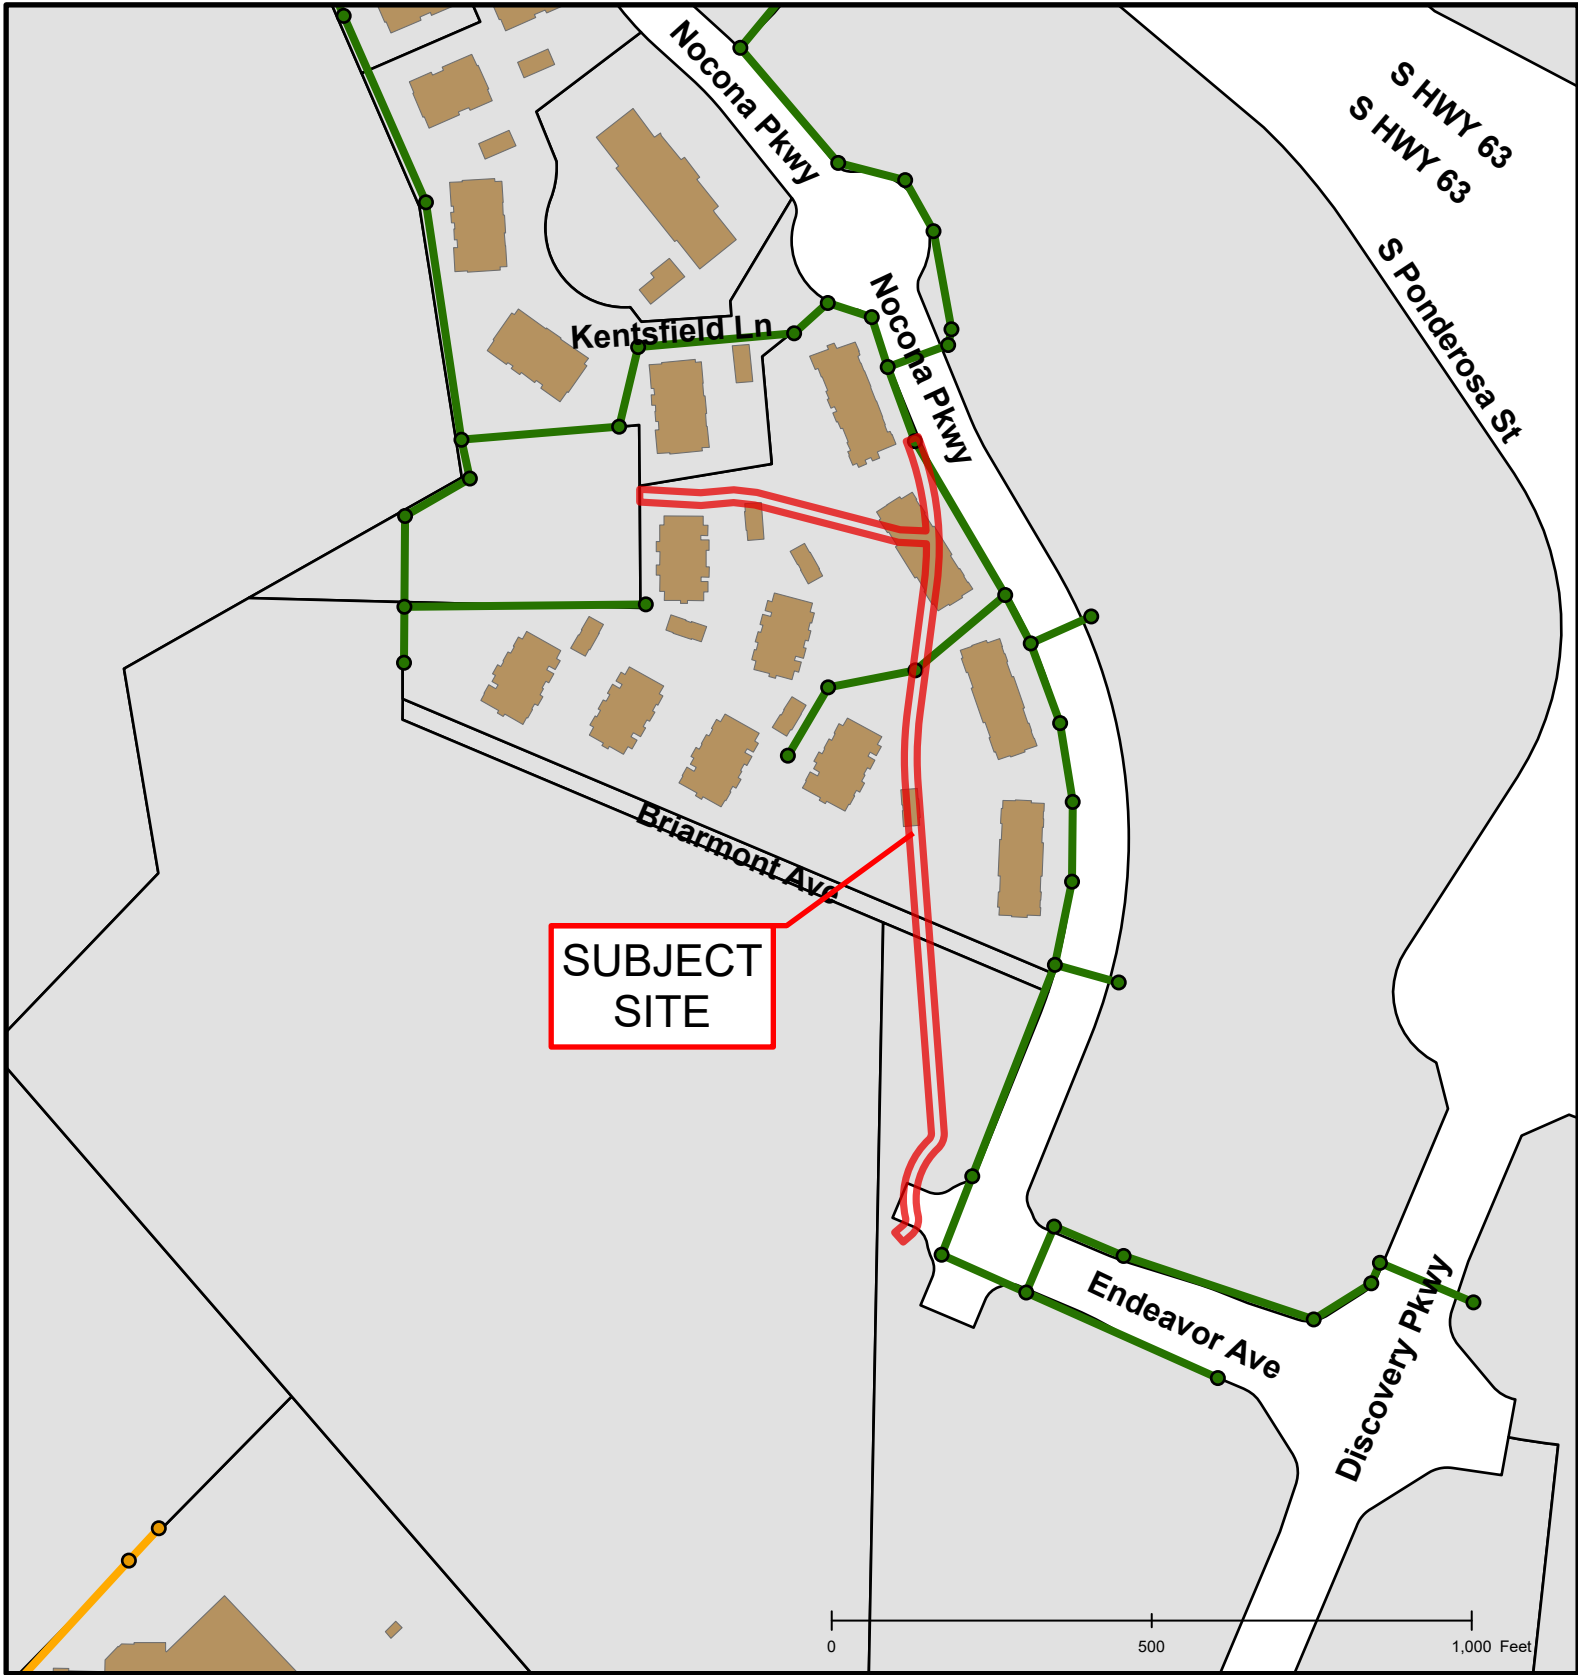 Nocona Pkwy
S HWY 63
S HWY 63
S Ponderosa St
Nocona Pkwy
Kentsfield Ln
Briarmont Ave
SUBJECT
SITE
Endeavor Ave
Discovery Pkwy
0 500 1,000 Feet